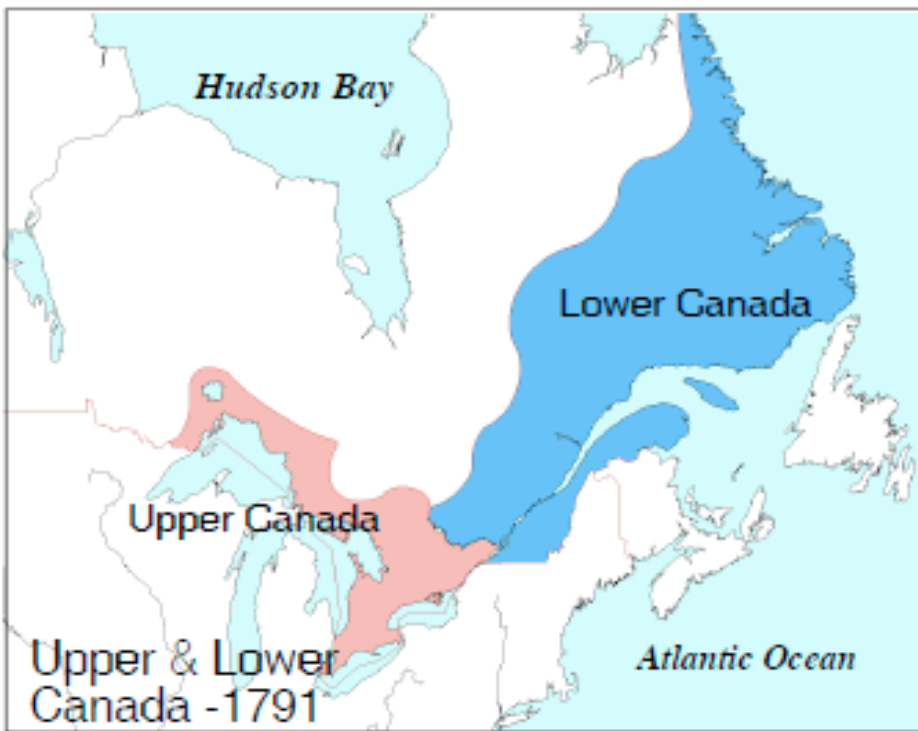 Hudson Bay
Lower Canada
Upper Canada
Upper & Lower
Canada -1791
Atlantic Ocean